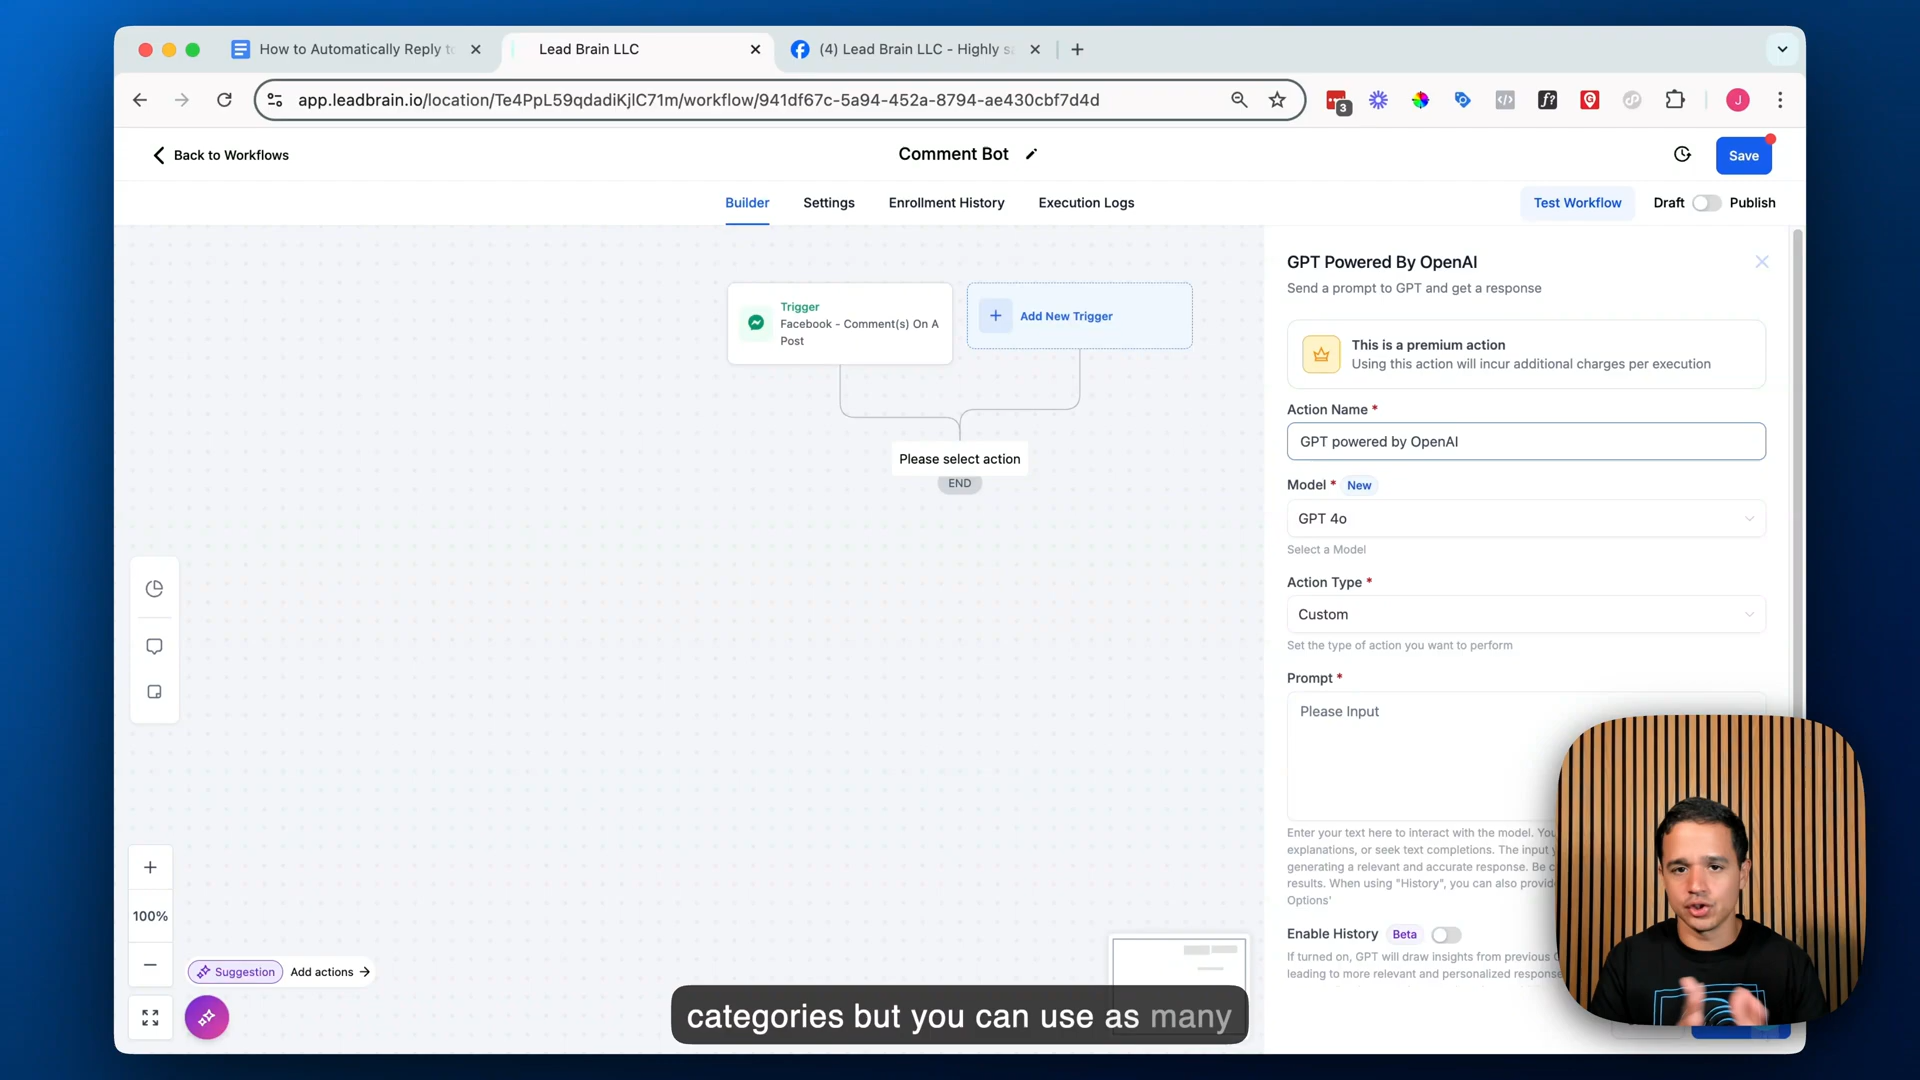 How to Automatically Reply to
Lead Brain LLC
(4) Lead Brain LLC - Highly sa
app.leadbrain.io/location/Te4PpL59qdadiKjlC71m/workflow/941df67c-5a94-452a-8794-ae430cbf7d4d
3
f?
J
Back to Workflows
Comment Bot
Save
Builder
Settings
Enrollment History
Execution Logs
Test Workflow
Draft
Publish
Trigger
Facebook - Comment(s) On A
Post
Add New Trigger
Please select action
END
100%
Suggestion
Add actions
GPT Powered By OpenAI
Send a prompt to GPT and get a response
This is a premium action
Using this action will incur additional charges per execution
Action Name *
GPT powered by OpenAI
Model * New
GPT 4o
Select a Model
Action Type *
Custom
Set the type of action you want to perform
Prompt *
Please Input
Enter your text here to interact with the model. You
explanations, or seek text completions. The input y
generating a relevant and accurate response. Be c
results. When using "History", you can also provide
Options'
Enable History Beta
If turned on, GPT will draw insights from previous
leading to more relevant and personalized response
categories but you can use as many